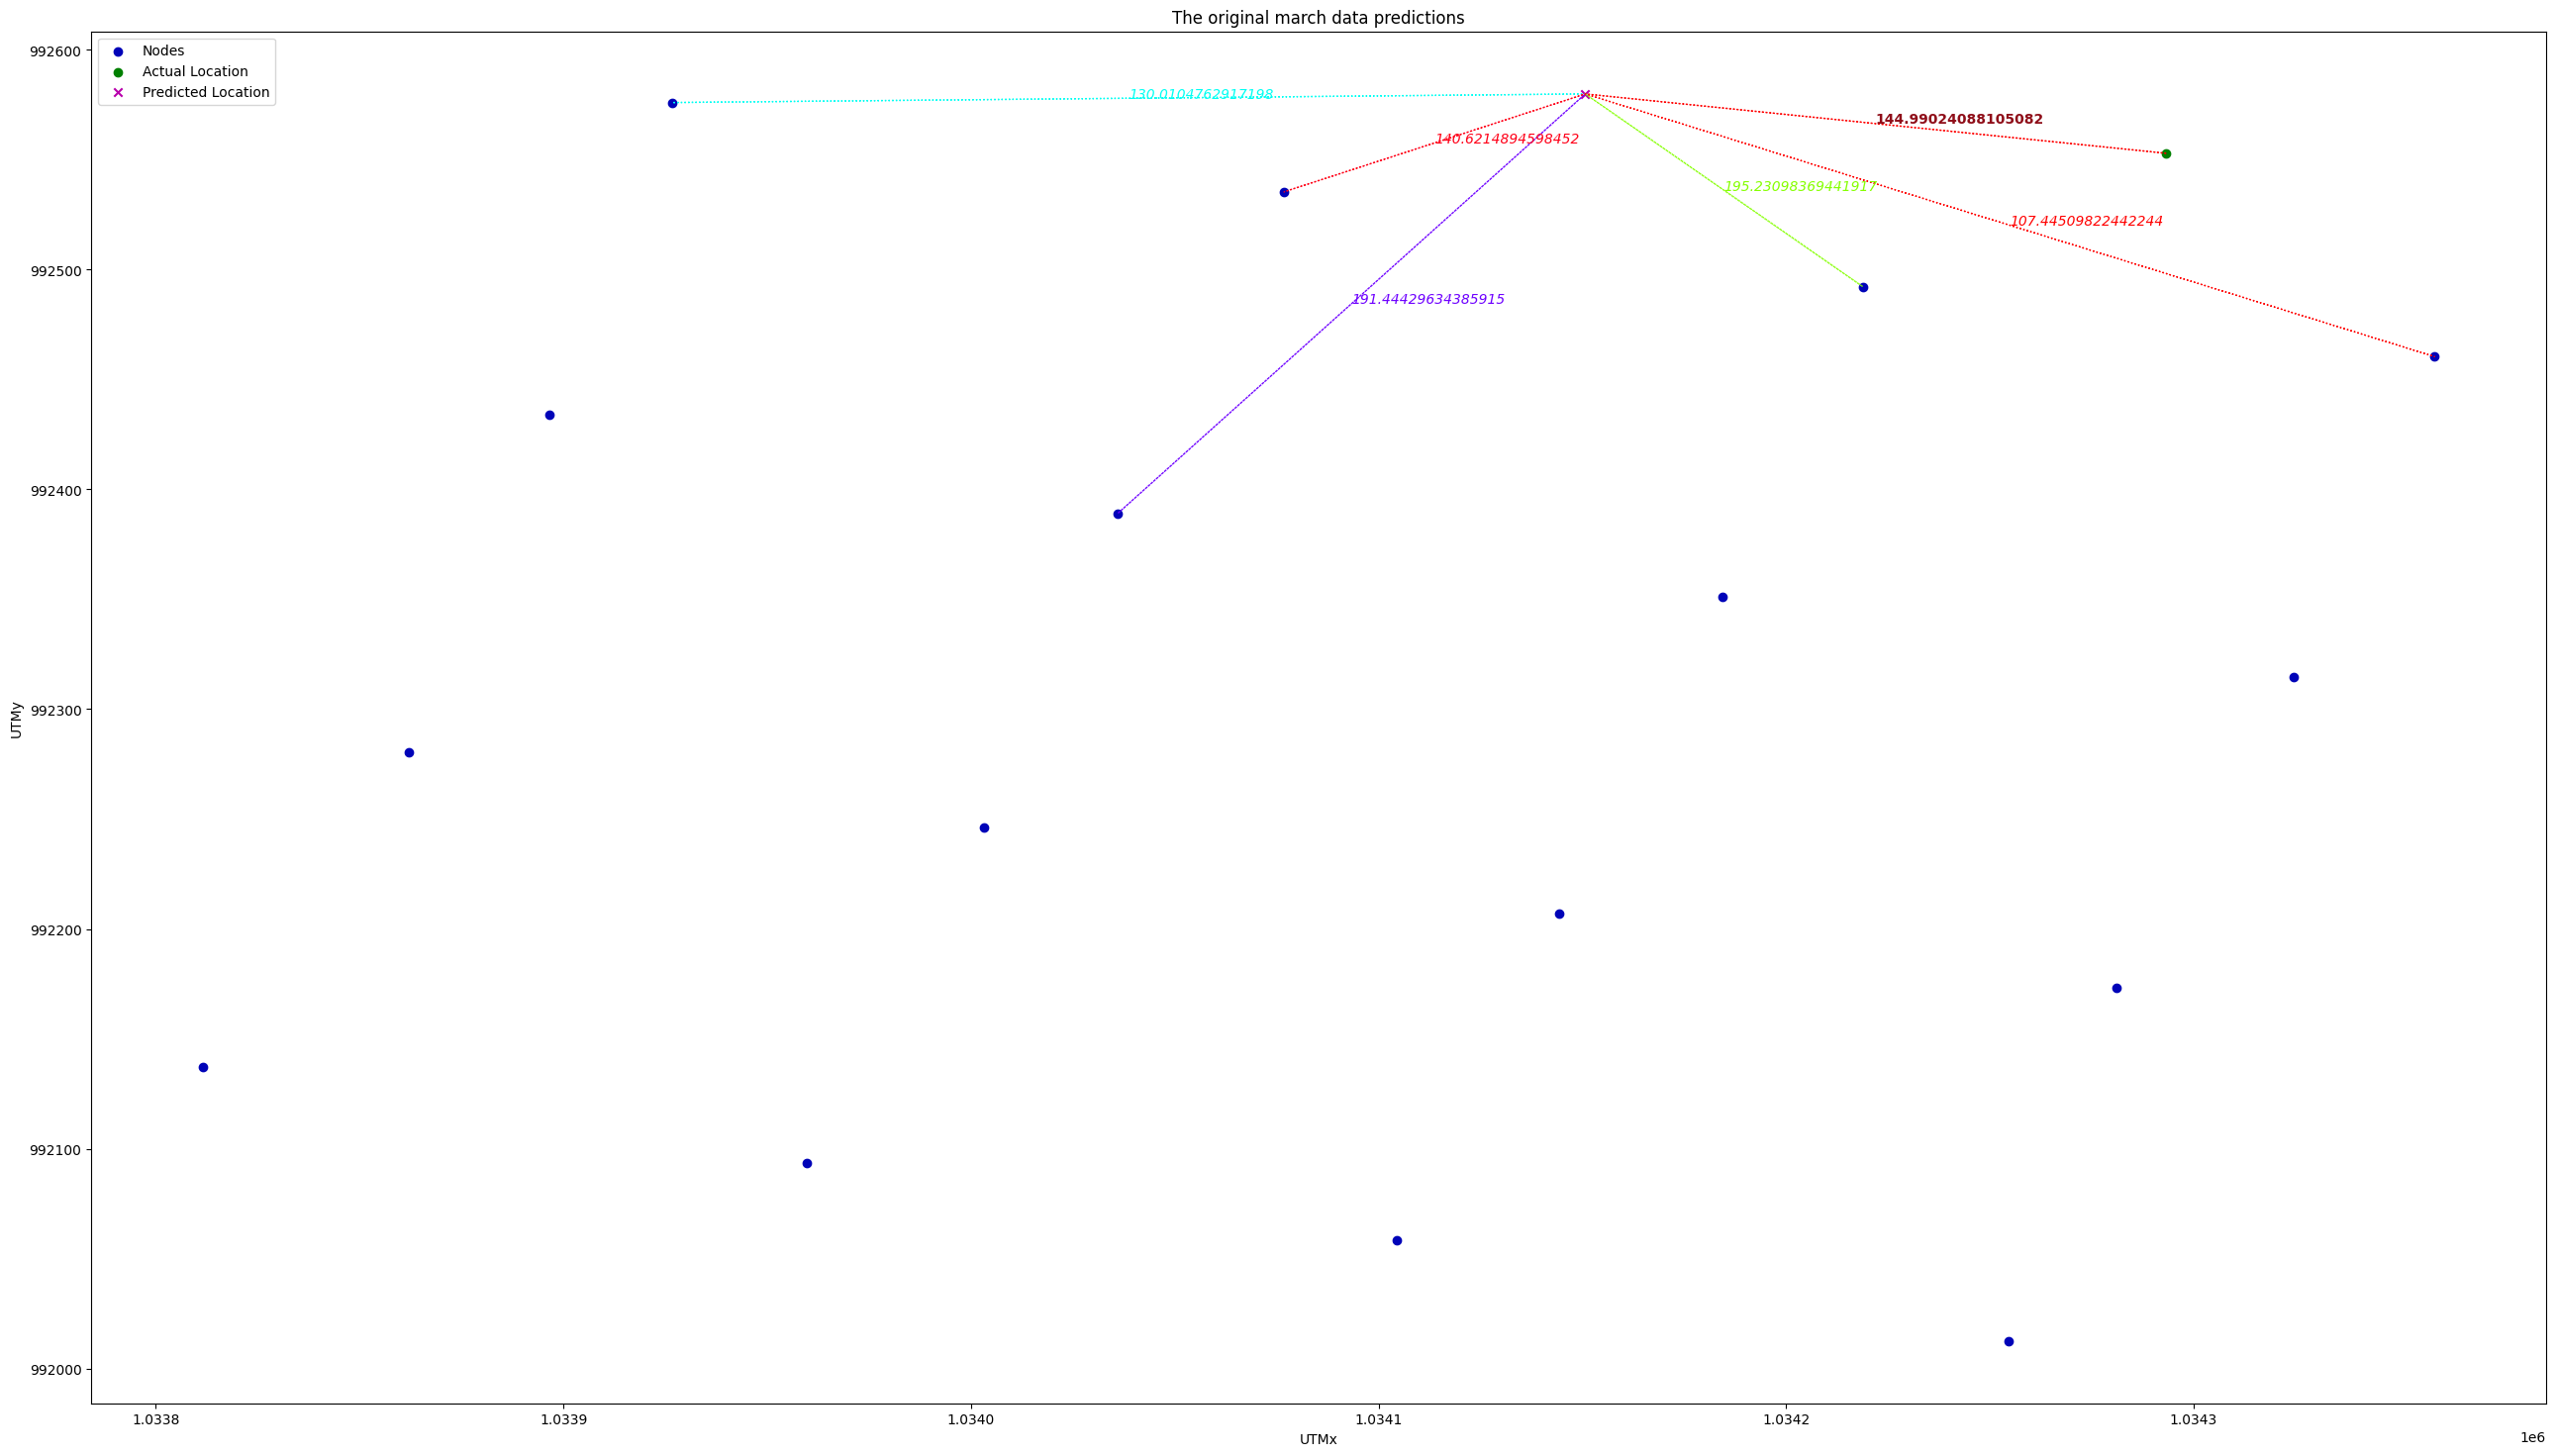 The original march data predictions
Nodes
Actual Location
Predicted Location
130.0104762917198
144.99024088105082
140.6214894598452
195.23098369441917
107.44509822442244
191.44429634385915
992600
992500
992400
992300
992200
992100
992000
UTMy
1.0338 1.0339 1.0340 1.0341 1.0342 1.0343
UTMx
1e6